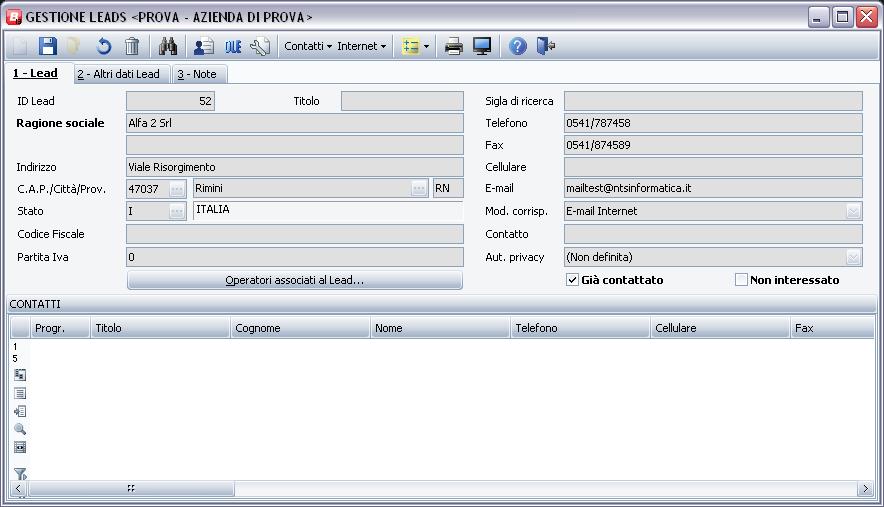 GESTIONE LEADS <PROVA - AZIENDA DI PROVA>
OLE Contatti Internet
1 - Lead 2 - Altri dati Lead 3 - Note
ID Lead 52 Titolo Sigla di ricerca
Ragione sociale Alfa 2 Srl Telefono 0541/787458
Fax 0541/874589
Indirizzo Viale Risorgimento Cellulare
C.A.P./Città/Prov. 47037 ... Rimini ... RN E-mail mailtest@ntsinformatica.it
Stato I ... ITALIA Mod. corrisp. E-mail Internet
Codice Fiscale Contatto
Partita Iva 0 Aut. privacy (Non definita)
Operatori associati al Lead... Già contattato Non interessato
CONTATTI
Progr. Titolo Cognome Nome Telefono Cellulare Fax
1
5